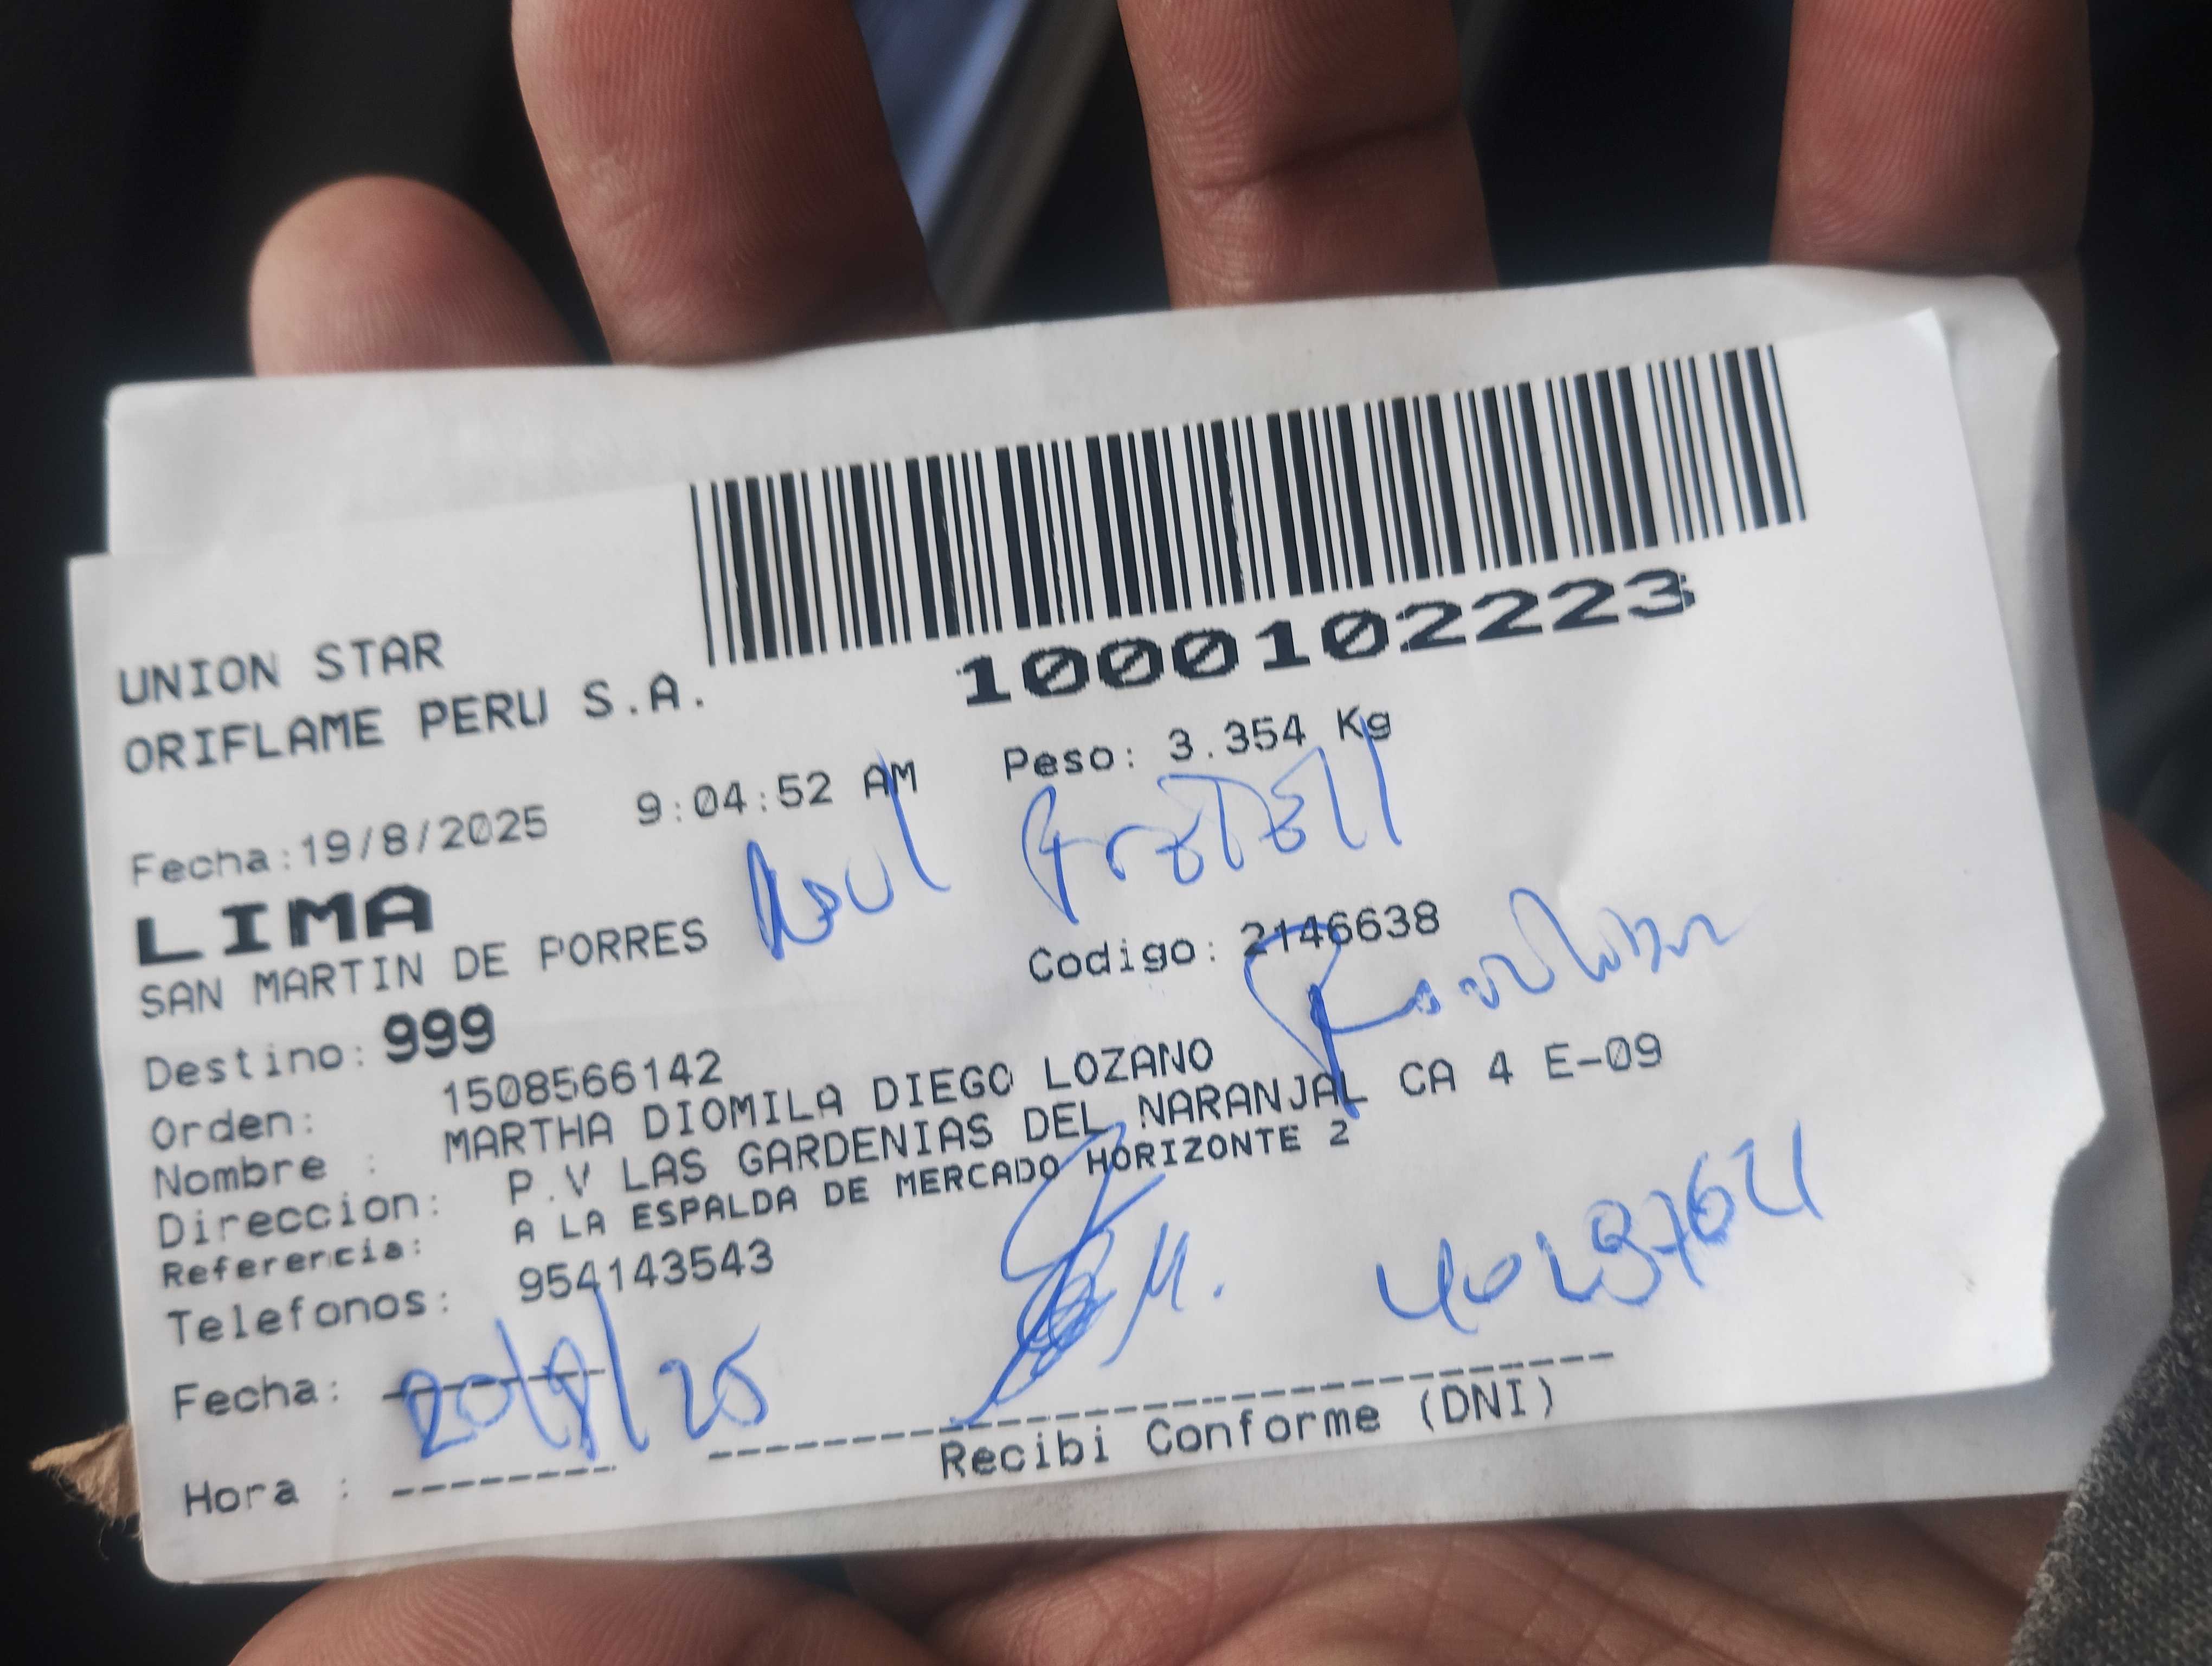 1000102223
UNION STAR
ORIFLAME PERU S.A.
Fecha:19/8/2025 9:04:52 AM Peso: 3.354 Kg
LIMA
SAN MARTIN DE PORRES
Codigo: 2146638
Destino: 999
Orden: 1508566142
Nombre : MARTHA DIOMILA DIEGO LOZANO
Direccion: P.V LAS GARDENIAS DEL NARANJAL CA 4 E-09
Referencia: A LA ESPALDA DE MERCADO HORIZONTE 2
Telefonos: 954143543
Fecha: 20/8/25
Hora :
Recibi Conforme (DNI)